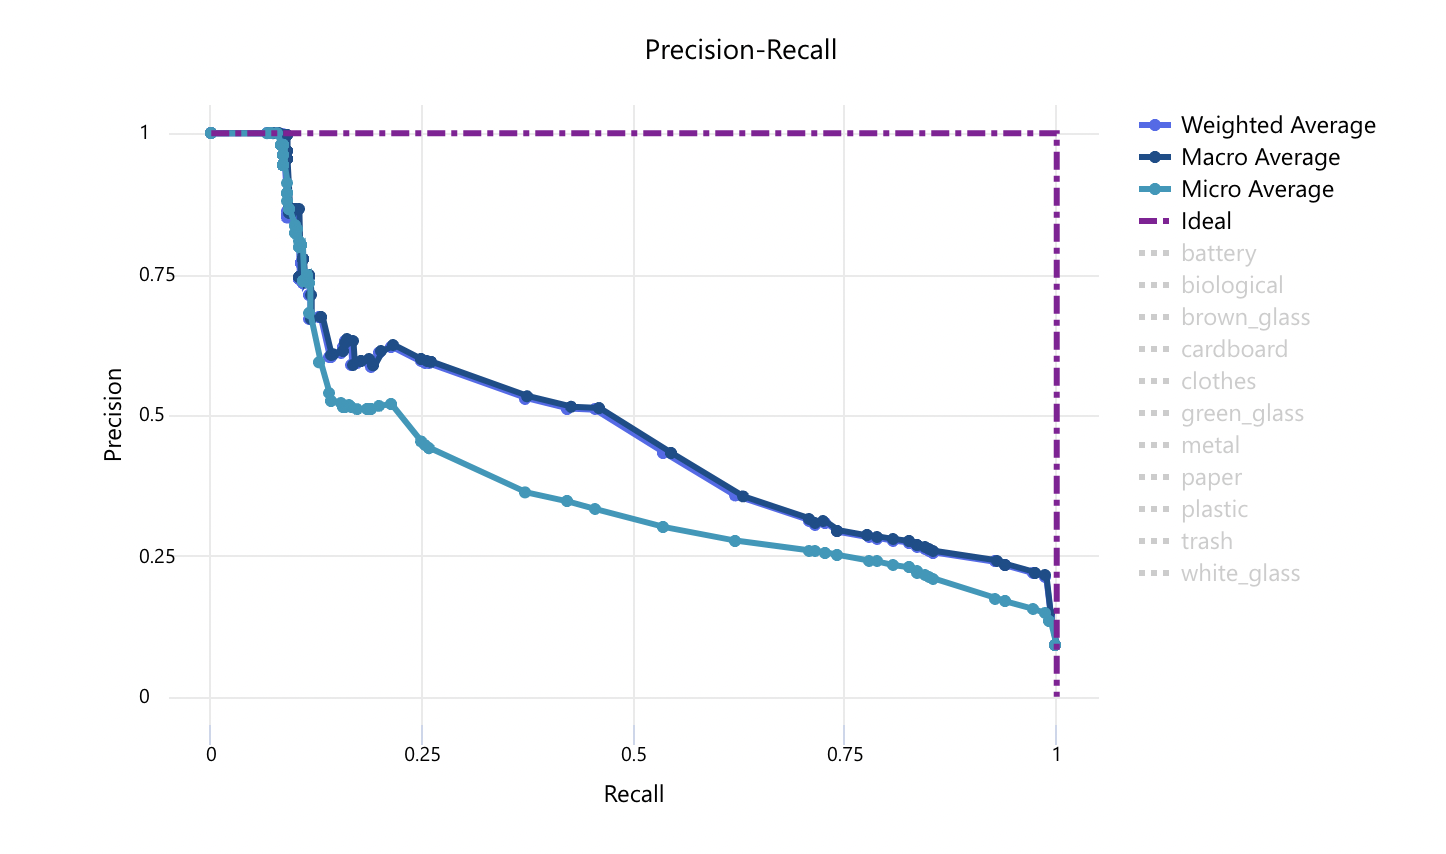 Precision-Recall
1
0.75
0.5
0.25
0
Precision
0
0.25
0.5
0.75
1
Recall
Weighted Average
Macro Average
Micro Average
Ideal
battery
biological
brown_glass
cardboard
clothes
green_glass
metal
paper
plastic
trash
white_glass